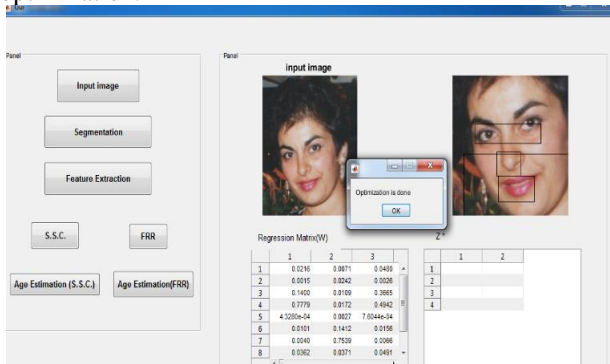 Gui
Panel
Input image
Segmentation
Feature Extraction
S.S.C.
FRR
Age Estimation (S.S.C.)
Age Estimation(FRR)
Panel
input image
Optimization is done
OK
Regression Matrix(W)
1 2 3
1 0.0216 0.0071 0.0480
2 0.0015 0.0242 0.0026
3 0.1400 0.0109 0.3665
4 0.7779 0.0172 0.4942
5 4.3280e-04 0.0027 7.6044e-04
6 0.0101 0.1412 0.0156
7 0.0040 0.7539 0.0066
8 0.0362 0.0371 0.0491
Z*
1 2
1
2
3
4